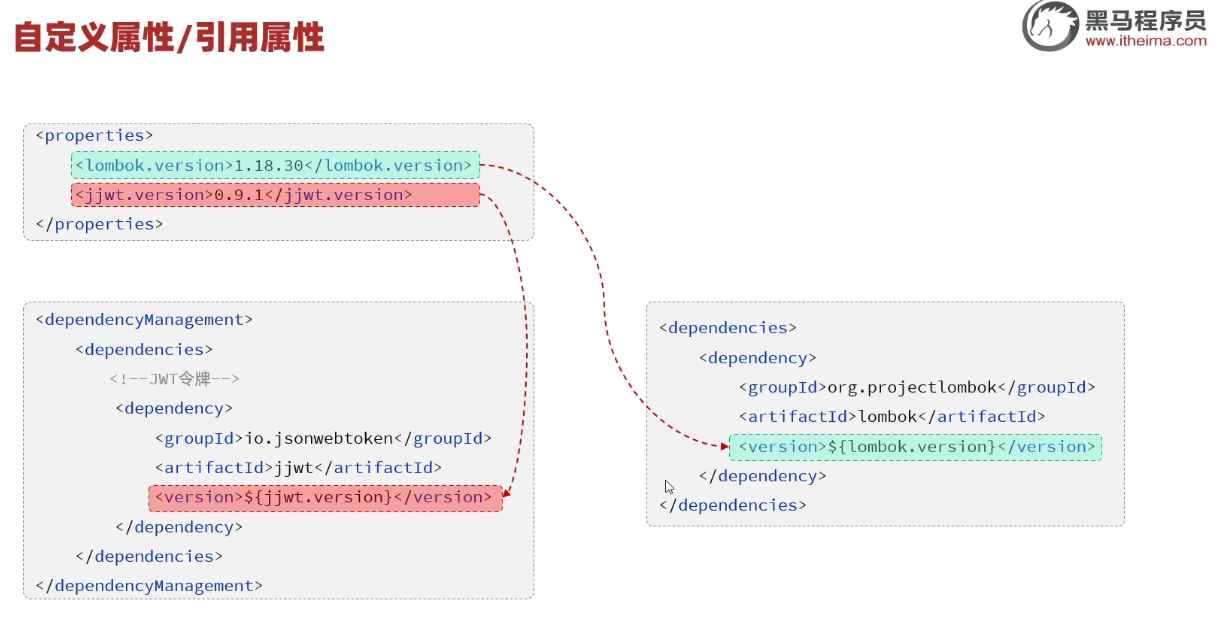 自定义属性/引用属性
黑马程序员
www.itheima.com
<properties>
<lombok.version>1.18.30</lombok.version>
<jjwt.version>0.9.1</jjwt.version>
</properties>
<dependencyManagement>
<dependencies>
<!--JWT令牌-->
<dependency>
<groupId>io.jsonwebtoken</groupId>
<artifactId>jjwt</artifactId>
<version>${jjwt.version}</version>
</dependency>
</dependencies>
</dependencyManagement>
<dependencies>
<dependency>
<groupId>org.projectlombok</groupId>
<artifactId>lombok</artifactId>
<version>${lombok.version}</version>
</dependency>
</dependencies>